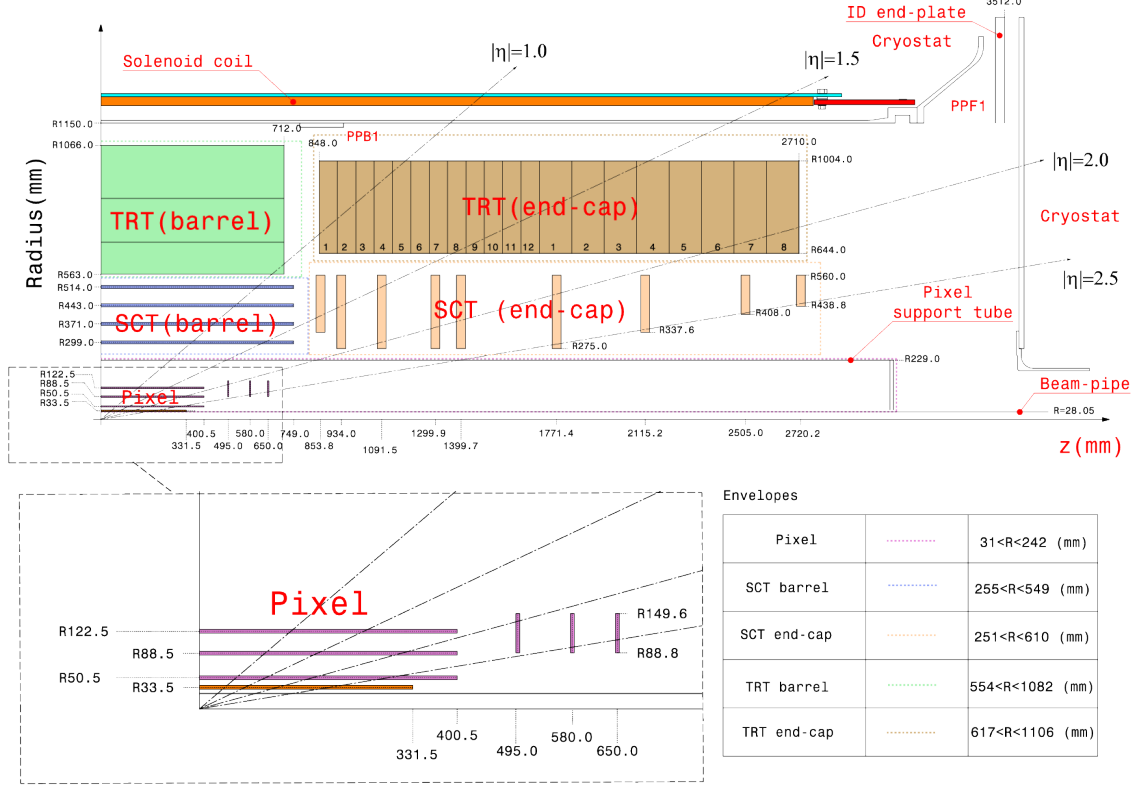 3512.0
ID end-plate
Cryostat
|η|=1.0
|η|=1.5
Solenoid coil
PPF1
R1150.0
712.0
PPB1
848.0
2710.0
R1066.0
R1004.0
|η|=2.0
Radius(mm)
TRT(barrel)
TRT(end-cap)
Cryostat
1 2 3 4 5 6 7 8 9 10 11 12 1 2 3 4 5 6 7 8
R644.0
R563.0
R560.0
|η|=2.5
R514.0
R443.0
R371.0
R299.0
SCT(barrel)
SCT (end-cap)
R438.8
R408.0
R337.6
R275.0
Pixel
support tube
R229.0
R122.5
R88.5
R50.5
R33.5
Pixel
Beam-pipe
R=28.05
400.5 580.0 749.0 934.0 1299.9 1771.4 2115.2 2505.0 2720.2
331.5 495.0 650.0 853.8 1091.5 1399.7
z(mm)
Envelopes
Pixel 31<R<242 (mm)
SCT barrel 255<R<549 (mm)
SCT end-cap 251<R<610 (mm)
TRT barrel 554<R<1082 (mm)
TRT end-cap 617<R<1106 (mm)
Pixel
R149.6
R122.5
R88.5
R88.8
R50.5
R33.5
400.5
331.5
495.0
580.0
650.0